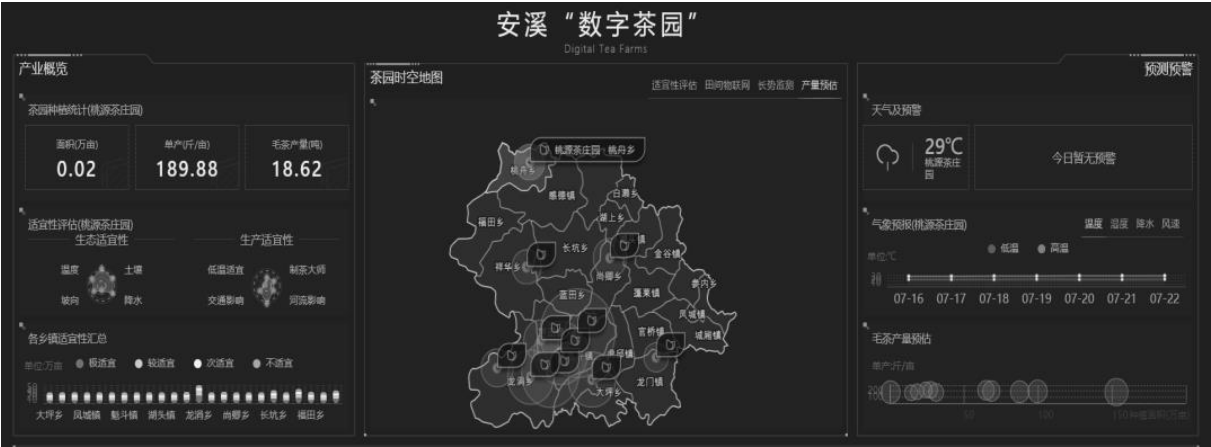 安溪“数字茶园”
Digital Tea Farms
产业概览
茶园种植统计(桃源茶庄园)
面积(万亩)
单产(斤/亩)
毛茶产量(吨)
0.02
189.88
18.62
适宜性评估(桃源茶庄园)
生态适宜性
生产适宜性
温度
土壤
低温适宜
制茶大师
坡向
降水
交通影响
河流影响
各乡镇适宜性汇总
单位:万亩
极适宜
较适宜
次适宜
不适宜
大坪乡 凤城镇 魁斗镇 湖头镇 龙涓乡 尚卿乡 长坑乡 福田乡
茶园时空地图
适宜性评估 田间物联网 长势监测 产量预估
桃源茶庄园 桃舟乡
桃舟乡
感德镇
白濑乡
福田乡
湖上乡
镇
长坑乡
金谷镇
祥华乡
尚卿乡
参内乡
蓝田乡
蓬莱镇
凤城镇
官桥镇
城厢镇
镇
龙涓乡
龙门镇
大坪乡
预测预警
天气及预警
29℃
桃源茶庄园
今日暂无预警
气象预报(桃源茶庄园)
温度 湿度 降水 风速
低温
高温
单位:℃
07-16 07-17 07-18 07-19 07-20 07-21 07-22
毛茶产量预估
单产:斤/亩
50
100
150种植面积(万亩)